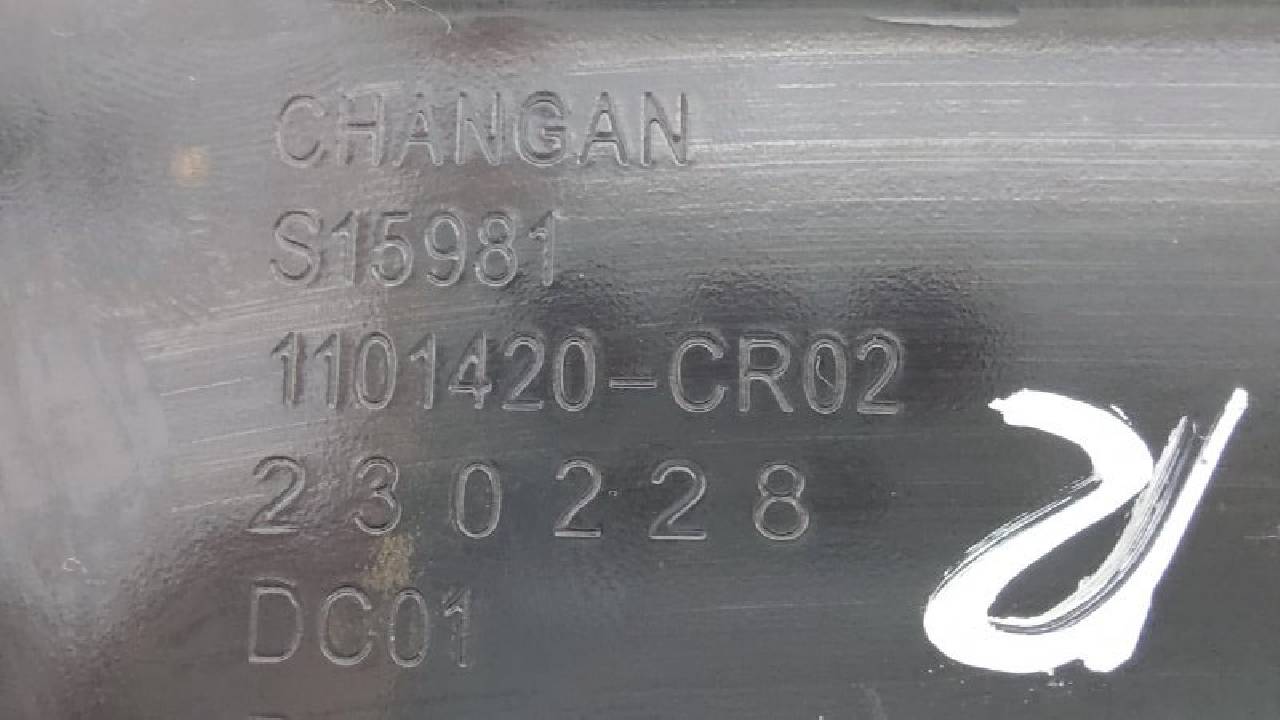 CHANGAN
S15981
1101420-CR02
230228
DC01